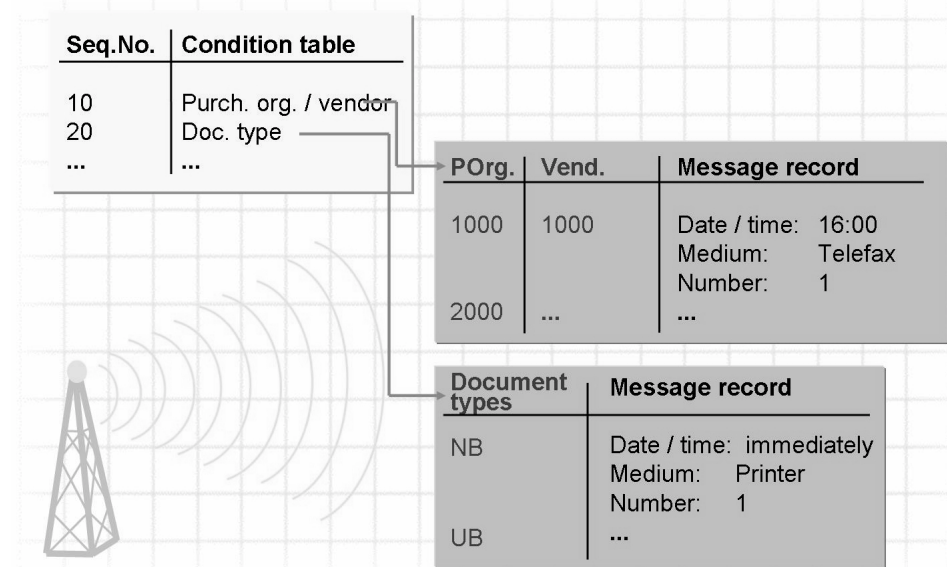 Seq.No. Condition table
10 Purch. org. / vendor
20 Doc. type
... ...
POrg. Vend. Message record
1000 1000 Date / time: 16:00
Medium: Telefax
Number: 1
2000 ... ...
Document types Message record
NB Date / time: immediately
Medium: Printer
Number: 1
UB ...